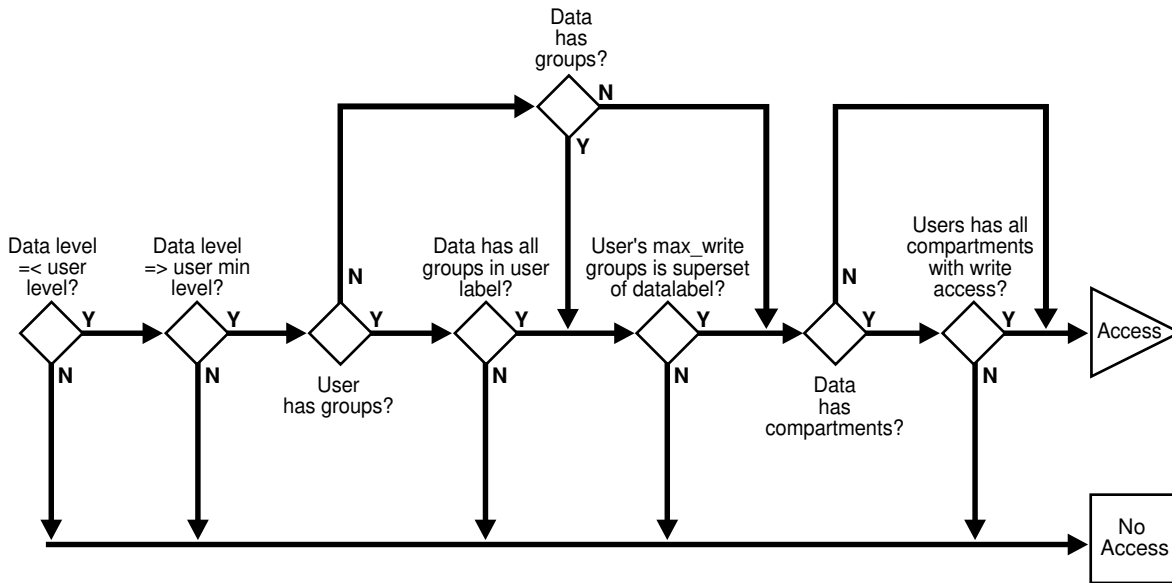 Data
has
groups?
N
Y
Data level
=< user
level?
Y
N
Data level
=> user min
level?
Y
N
N
Y
User
has groups?
Data has all
groups in user
label?
Y
N
User's max_write
groups is superset
of datalabel?
Y
N
N
Y
Data
has
compartments?
Users has all
compartments
with write
access?
Y
N
Access
No
Access